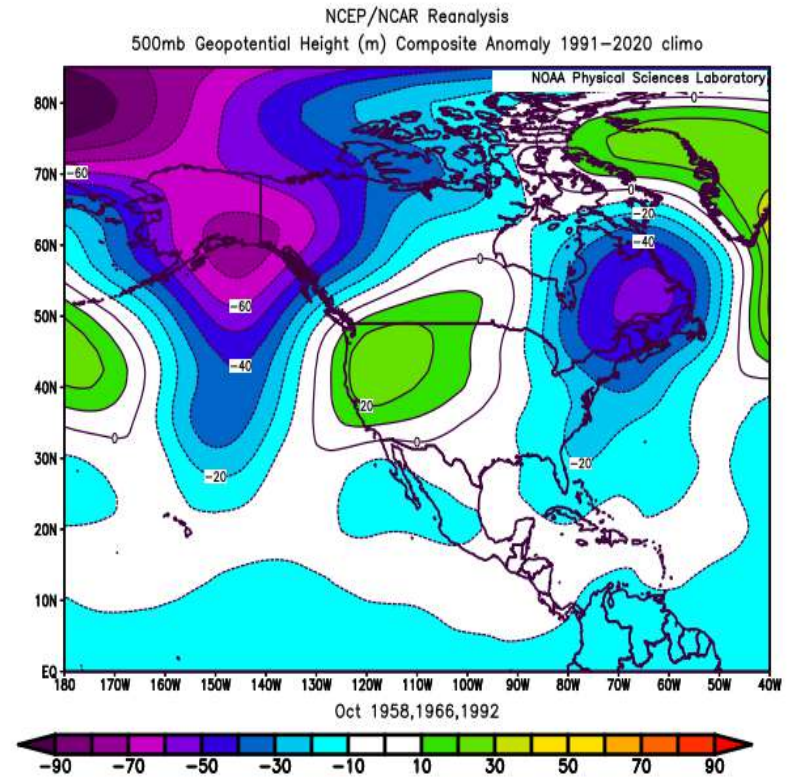 NCEP/NCAR Reanalysis
500mb Geopotential Height (m) Composite Anomaly 1991-2020 climo
NOAA Physical Sciences Laboratory
80N
70N
60N
50N
40N
30N
20N
10N
EQ
0
-60
0
-20
-40
0
-60
-40
20
0
0
-20
-20
180 170W 160W 150W 140W 130W 120W 110W 100W 90W 80W 70W 60W 50W 40W
Oct 1958,1966,1992
-90 -70 -50 -30 -10 10 30 50 70 90